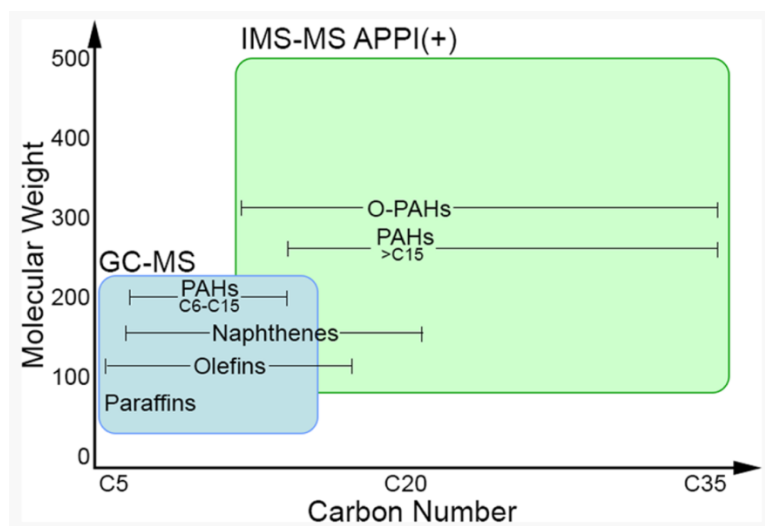 IMS-MS APPI(+)
500
400
300
200
100
0
Molecular Weight
O-PAHs
PAHs
>C15
GC-MS
PAHs
C6-C15
Naphthenes
Olefins
Paraffins
C5
C20
C35
Carbon Number